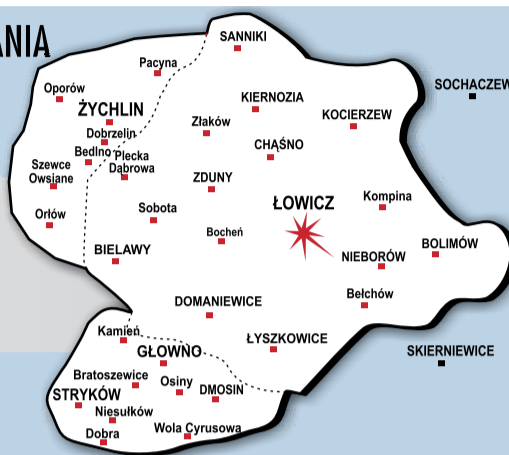 ANIA
SANNIKI
Pacyna
SOCHACZEW
Oporów
KIERNOZIA
ŻYCHLIN
KOCIERZEW
Złaków
Dobrzelin
CHĄŚNO
Bedlno
Plecka
Dąbrowa
Szewce
Owsiane
ZDUNY
Kompina
ŁOWICZ
Orłów
Sobota
Bocheń
BOLIMÓW
BIELAWY
NIEBORÓW
Bełchów
DOMANIEWICE
Kamień
ŁYSZKOWICE
GŁOWNO
SKIERNIEWICE
Bratoszewice
Osiny
DMOSIN
STRYKÓW
Niesułków
Wola Cyrusowa
Dobra